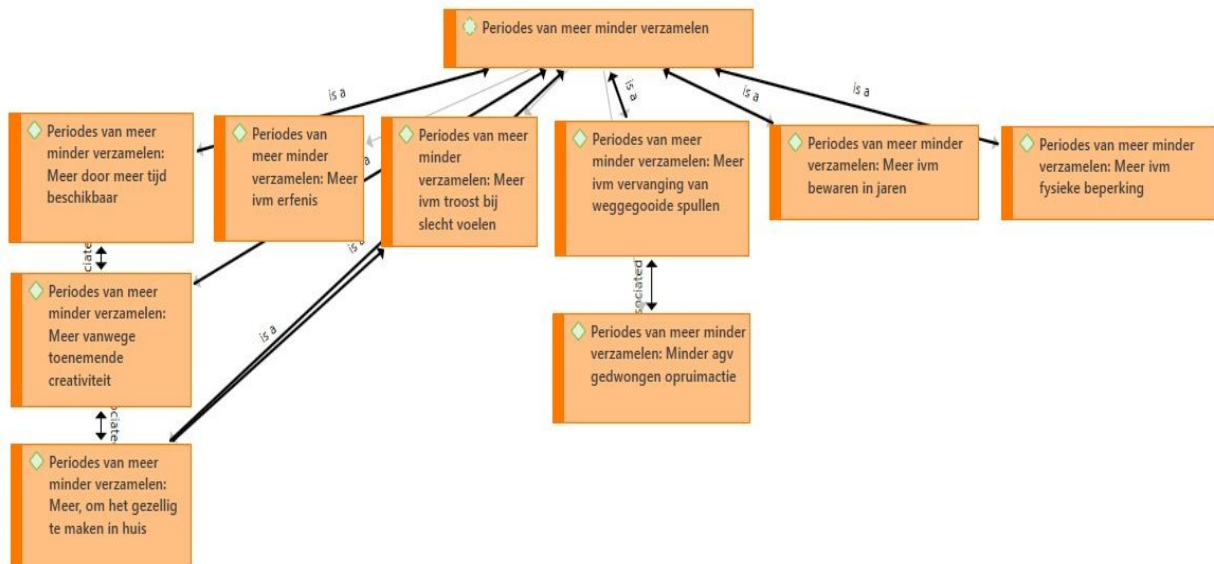 Periodes van meer minder verzamelen
is a
is a
is a
is a
Periodes van meer
minder verzamelen:
Meer door meer tijd
beschikbaar
Periodes van
meer minder
verzamelen: Meer
ivm erfenis
Periodes van meer
minder
verzamelen: Meer
ivm troost bij
slecht voelen
Periodes van meer
minder verzamelen: Meer
ivm vervanging van
weggegooide spullen
Periodes van meer minder
verzamelen: Meer ivm
bewaren in jaren
Periodes van meer minder
verzamelen: Meer ivm
fysieke beperking
a
is a
ciate
sociated
Periodes van meer
minder verzamelen:
Meer vanwege
toenemende
creativiteit
is a
Periodes van meer minder
verzamelen: Minder agv
gedwongen opruimactie
ociate
Periodes van meer
minder verzamelen:
Meer, om het gezellig
te maken in huis